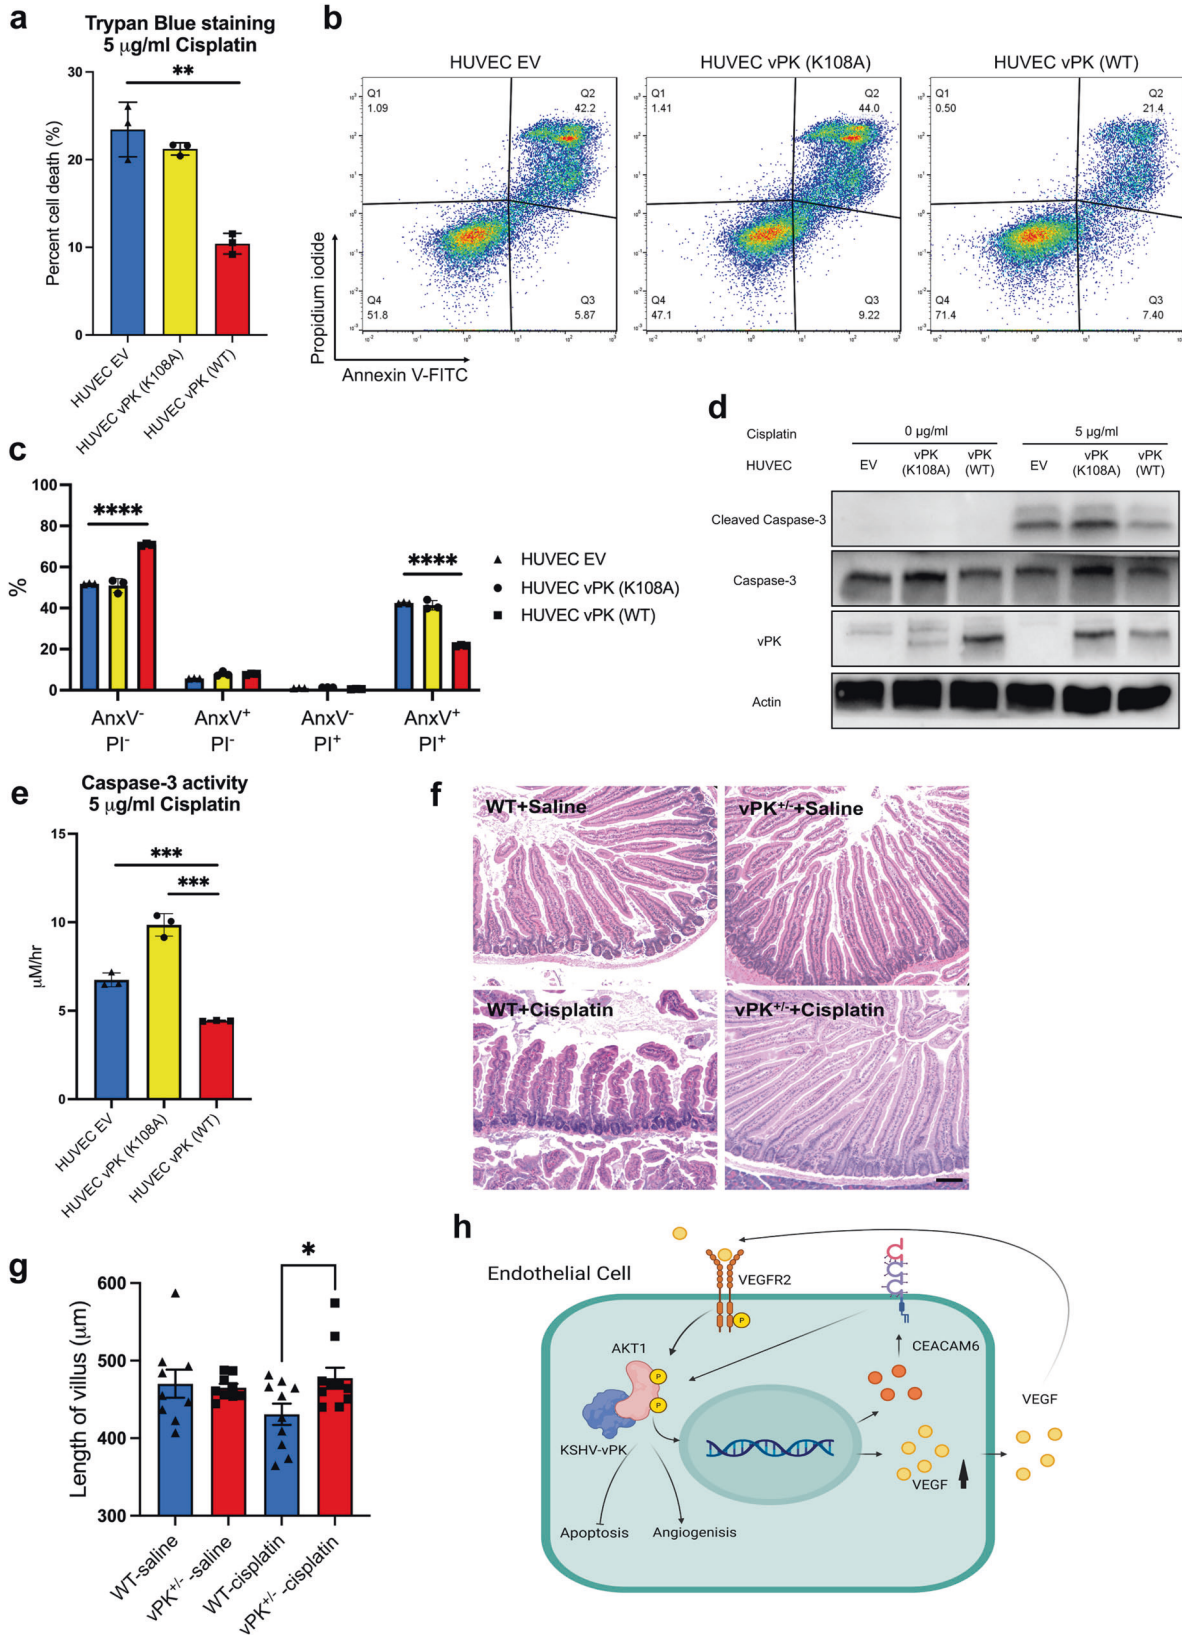 a
Trypan Blue staining
5 μg/ml Cisplatin
Percent cell death (%)
30
20
10
0
**
HUVEC EV
HUVEC vPK (K108A)
HUVEC vPK (WT)
b
HUVEC EV
HUVEC vPK (K108A)
HUVEC vPK (WT)
Q1
1.09
Q2
42.2
Q4
51.8
Q3
5.87
Q1
1.41
Q2
44.0
Q4
47.1
Q3
9.22
Q1
0.50
Q2
21.4
Q4
71.4
Q3
7.40
Propidium iodide
Annexin V-FITC
c
%
100
80
60
40
20
0
****
****
HUVEC EV
HUVEC vPK (K108A)
HUVEC vPK (WT)
AnxV- AnxV+ AnxV- AnxV+
PI- PI- PI+ PI+
d
Cisplatin 0 μg/ml 5 μg/ml
HUVEC EV vPK (K108A) vPK (WT) EV vPK (K108A) vPK (WT)
Cleaved Caspase-3
Caspase-3
vPK
Actin
e
Caspase-3 activity
5 μg/ml Cisplatin
μM/hr
15
10
5
0
***
***
HUVEC EV
HUVEC vPK (K108A)
HUVEC vPK (WT)
f
WT+Saline
vPK+/-+Saline
WT+Cisplatin
vPK+/-+Cisplatin
g
Length of villus (μm)
600
500
400
300
*
WT-saline
vPK+/- -saline
WT-cisplatin
vPK+/- -cisplatin
h
Endothelial Cell
VEGFR2
P
AKT1
P
P
KSHV-vPK
CEACAM6
VEGF
VEGF
Apoptosis
Angiogenisis